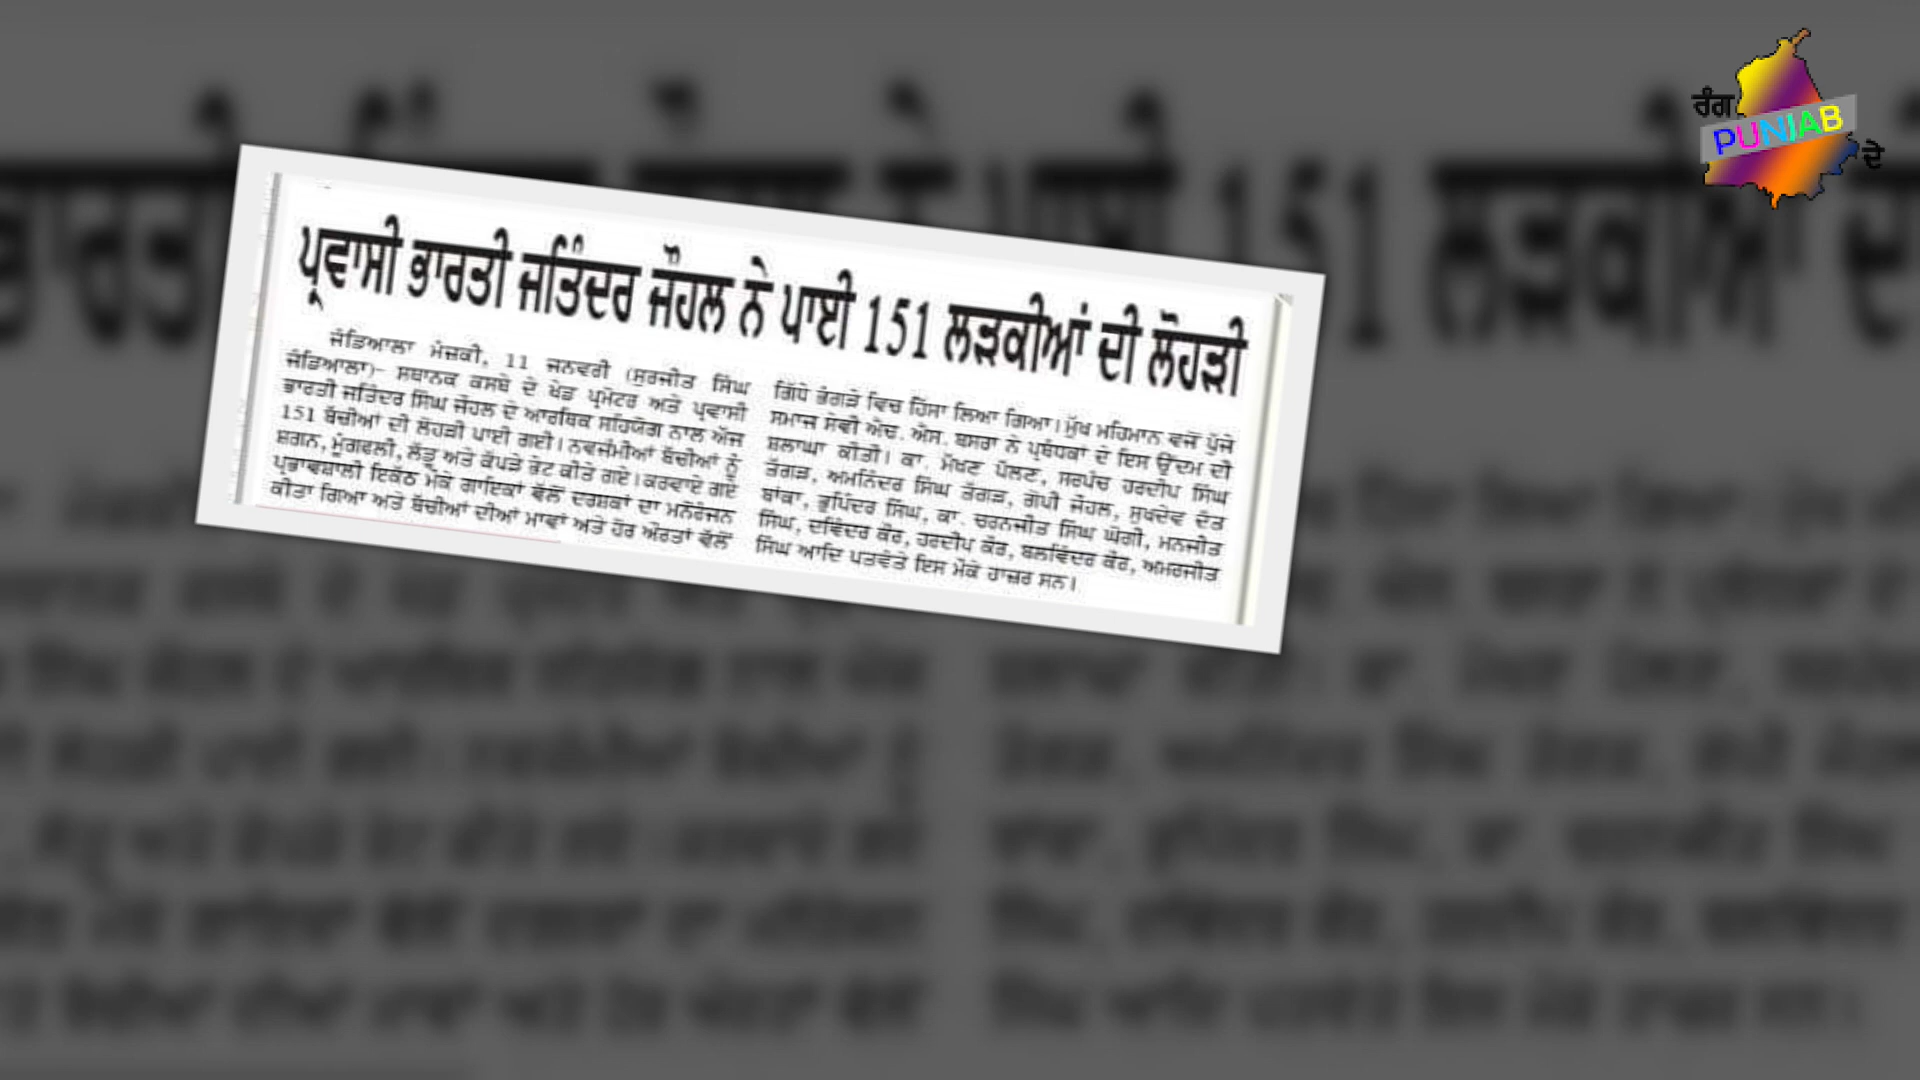 ਰੰਗ
PUNJAB
ਦੇ
ਪ੍ਰਵਾਸੀ ਭਾਰਤੀ ਜਤਿੰਦਰ ਜੌਹਲ ਨੇ ਪਾਈ 151 ਲੜਕੀਆਂ ਦੀ ਲੋਹੜੀ
ਜੰਡਿਆਲਾ ਮੰਜਕੀ, 11 ਜਨਵਰੀ (ਸੁਰਜੀਤ ਸਿੰਘ
ਜੰਡਿਆਲਾ)- ਸਥਾਨਕ ਕਸਬੇ ਦੇ ਖੇਡ ਪ੍ਰਮੋਟਰ ਅਤੇ ਪ੍ਰਵਾਸੀ
ਭਾਰਤੀ ਜਤਿੰਦਰ ਸਿੰਘ ਜੌਹਲ ਦੇ ਆਰਥਿਕ ਸਹਿਯੋਗ ਨਾਲ ਅੱਜ
151 ਬੱਚੀਆਂ ਦੀ ਲੋਹੜੀ ਪਾਈ ਗਈ। ਨਵਜੰਮੀਆਂ ਬੱਚੀਆਂ ਨੂੰ
ਸ਼ਗਨ, ਮੂੰਗਫਲੀ, ਲੱਡੂ ਅਤੇ ਕੱਪੜੇ ਭੇਟ ਕੀਤੇ ਗਏ। ਕਰਵਾਏ ਗਏ
ਪ੍ਰਭਾਵਸ਼ਾਲੀ ਇਕੱਠ ਮੌਕੇ ਗਾਇਕਾਂ ਵੱਲੋਂ ਦਰਸ਼ਕਾਂ ਦਾ ਮਨੋਰੰਜਨ
ਕੀਤਾ ਗਿਆ ਅਤੇ ਬੱਚੀਆਂ ਦੀਆਂ ਮਾਵਾਂ ਅਤੇ ਹੋਰ ਔਰਤਾਂ ਵੱਲੋਂ
ਗਿੱਧੇ ਭੰਗੜੇ ਵਿਚ ਹਿੱਸਾ ਲਿਆ ਗਿਆ। ਮੁੱਖ ਮਹਿਮਾਨ ਵਜੋਂ ਪੁੱਜੇ
ਸਮਾਜ ਸੇਵੀ ਐਚ. ਐਸ. ਬਸਰਾ ਨੇ ਪ੍ਰਬੰਧਕਾਂ ਦੇ ਇਸ ਉੱਦਮ ਦੀ
ਸ਼ਲਾਘਾ ਕੀਤੀ। ਕਾ. ਮੱਖਣ ਪੱਲਣ, ਸਰਪੰਚ ਹਰਦੀਪ ਸਿੰਘ
ਤੱਗੜ, ਅਮਨਿੰਦਰ ਸਿੰਘ ਤੱਗੜ, ਗੋਪੀ ਜੌਹਲ, ਸੁਖਦੇਵ ਦੱਤ
ਬਾਂਕਾ, ਭੁਪਿੰਦਰ ਸਿੰਘ, ਕਾ. ਚਰਨਜੀਤ ਸਿੰਘ ਘੋਗੀ, ਮਨਜੀਤ
ਸਿੰਘ, ਦਵਿੰਦਰ ਕੌਰ, ਹਰਦੀਪ ਕੌਰ, ਬਲਵਿੰਦਰ ਕੌਰ, ਅਮਰਜੀਤ
ਸਿੰਘ ਆਦਿ ਪਤਵੰਤੇ ਇਸ ਮੌਕੇ ਹਾਜ਼ਰ ਸਨ।